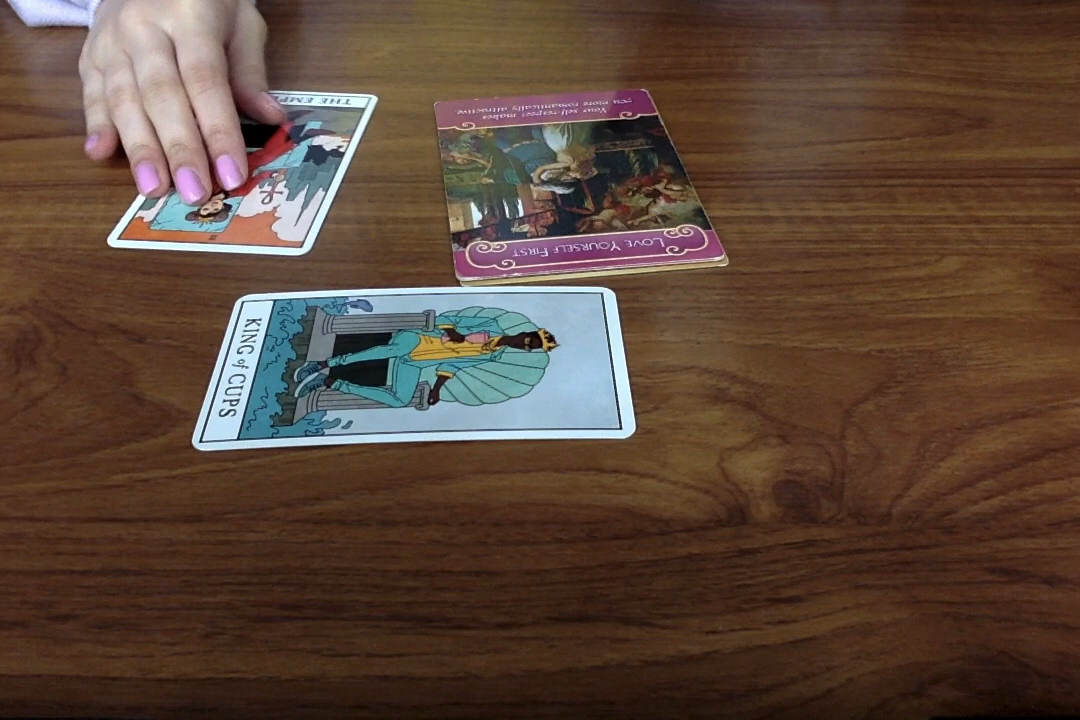 THE EMP
Your self-respect makes
you more romantically attractive
LOVE YOURSELF FIRST
KING of CUPS